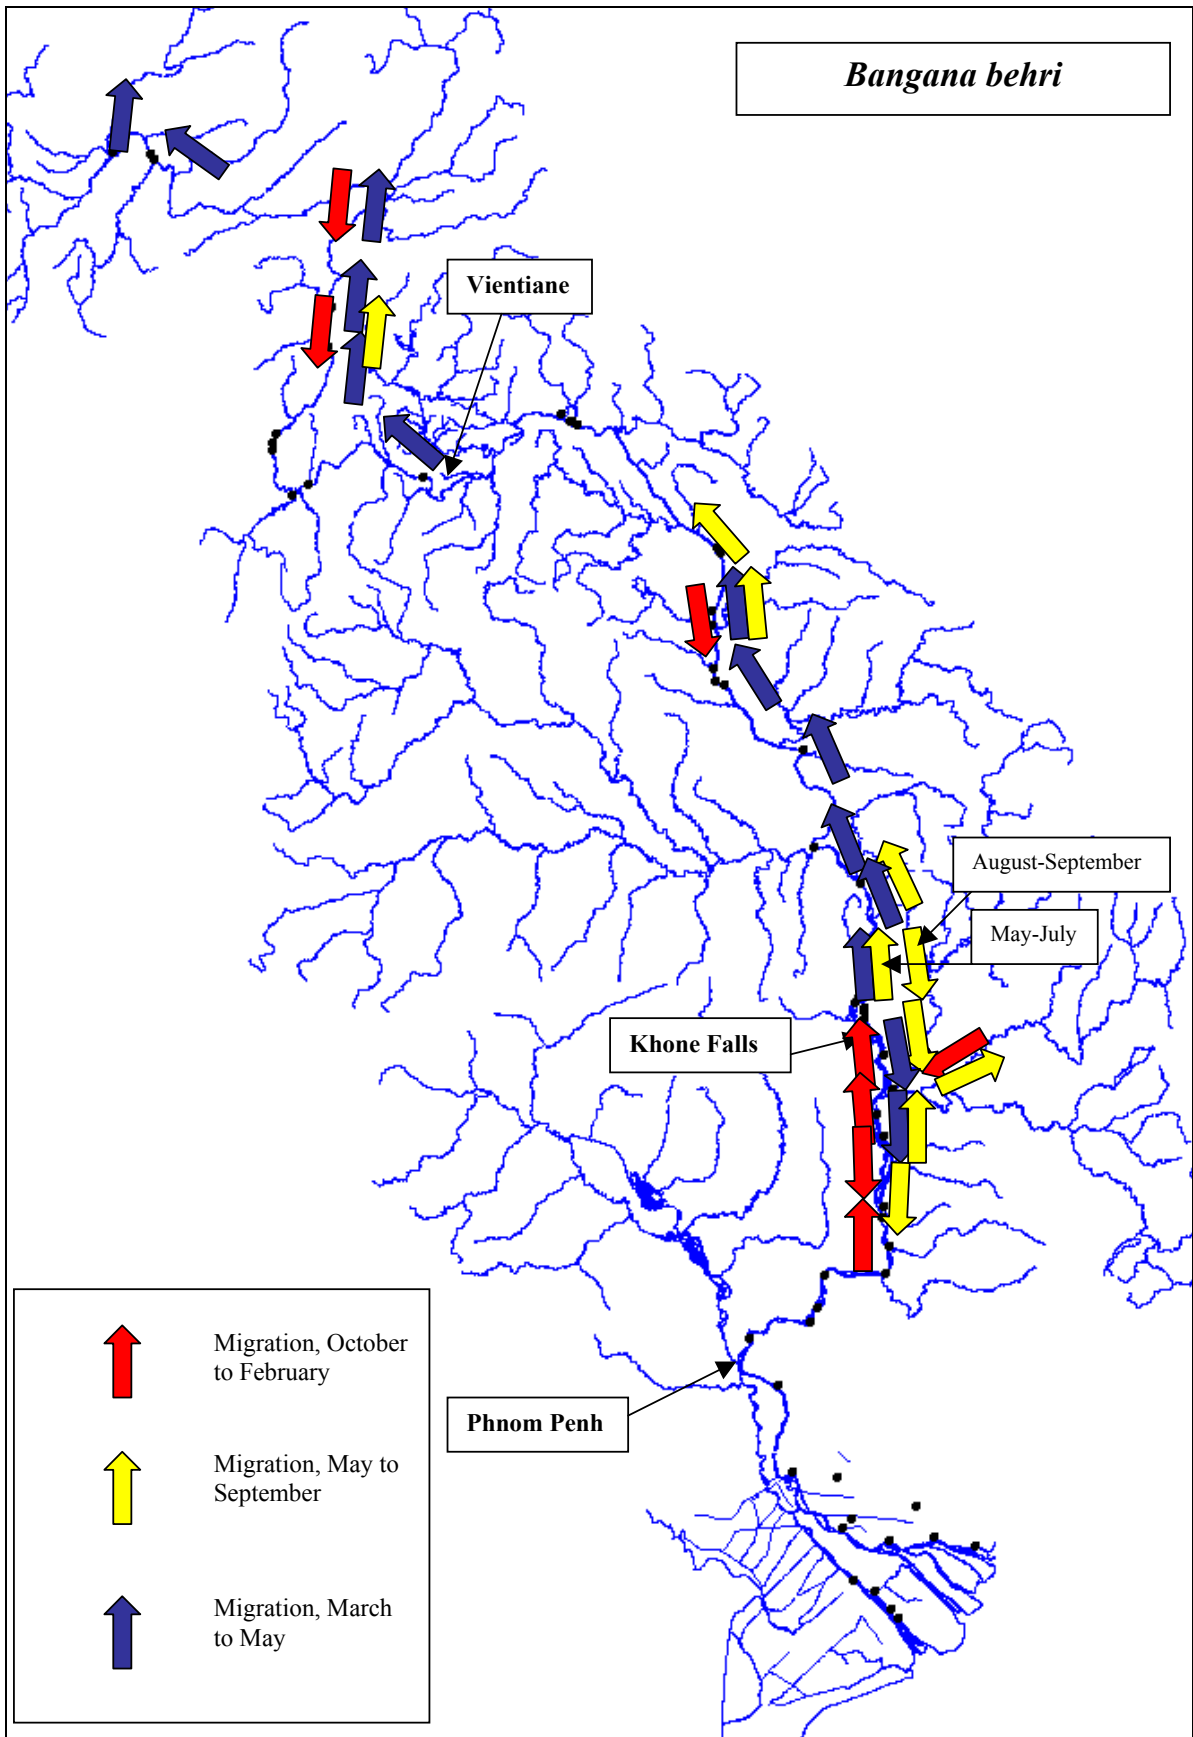 Bangana behri
Vientiane
August-September
May-July
Khone Falls
Migration, October
to February
Phnom Penh
Migration, May to
September
Migration, March
to May